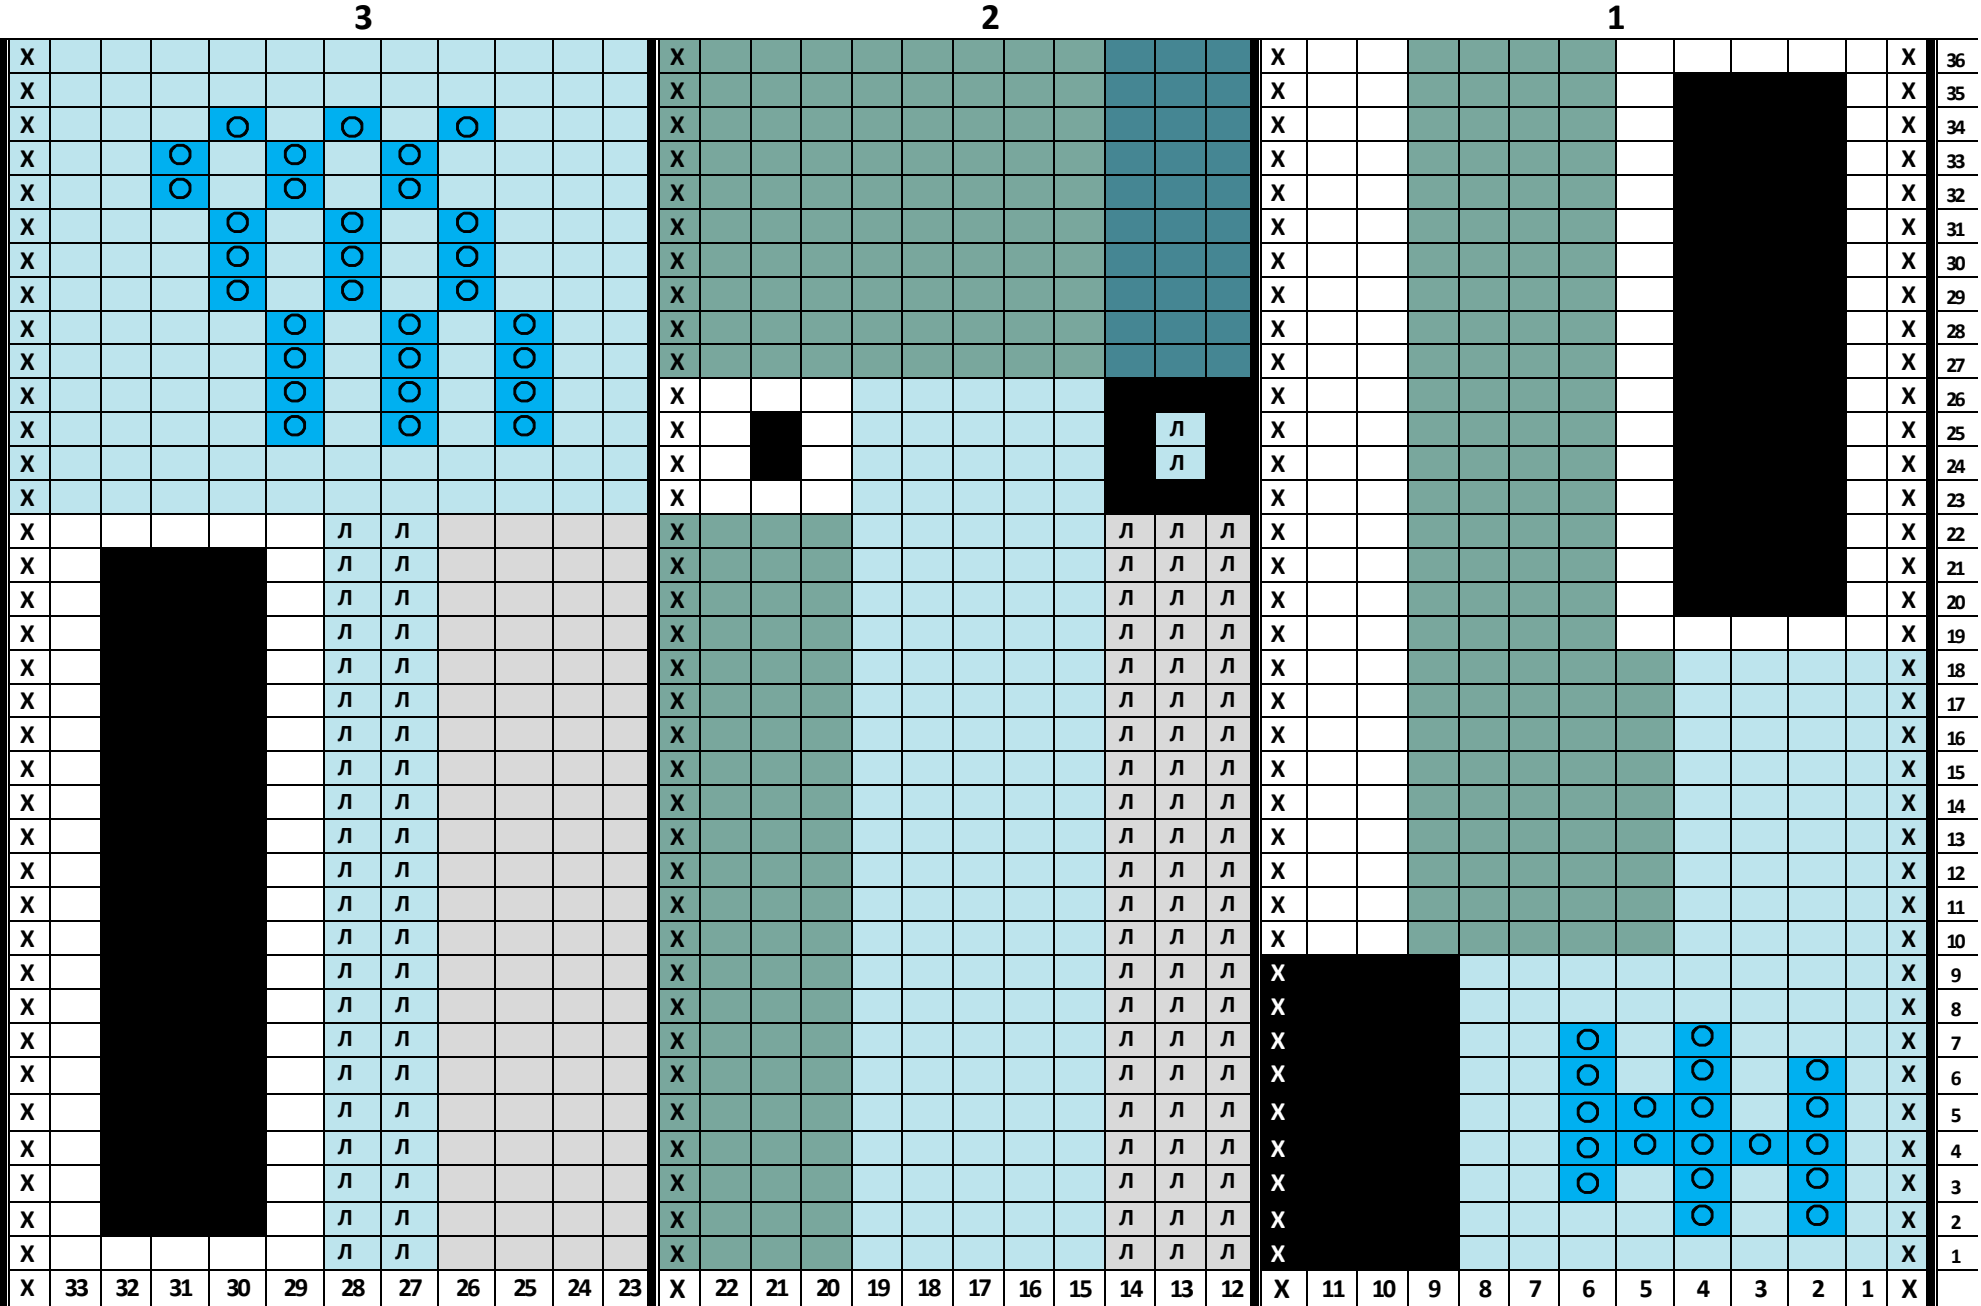 3 2 1
X X X X 36
X X X X 35
X ○ ○ ○ X X X 34
X ○ ○ ○ X X X 33
X ○ ○ ○ X X X 32
X ○ ○ ○ X X X 31
X ○ ○ ○ X X X 30
X ○ ○ ○ X X X 29
X ○ ○ ○ X X X 28
X ○ ○ ○ X X X 27
X ○ ○ ○ X X X 26
X ○ ○ ○ X Л X X 25
X X Л X X 24
X X X X 23
X Л Л X Л Л Л X X 22
X Л Л X Л Л Л X X 21
X Л Л X Л Л Л X X 20
X Л Л X Л Л Л X X 19
X Л Л X Л Л Л X X 18
X Л Л X Л Л Л X X 17
X Л Л X Л Л Л X X 16
X Л Л X Л Л Л X X 15
X Л Л X Л Л Л X X 14
X Л Л X Л Л Л X X 13
X Л Л X Л Л Л X X 12
X Л Л X Л Л Л X X 11
X Л Л X Л Л Л X X 10
X Л Л X Л Л Л X X 9
X Л Л X Л Л Л X X 8
X Л Л X Л Л Л X ○ ○ X 7
X Л Л X Л Л Л X ○ ○ ○ X 6
X Л Л X Л Л Л X ○ ○ ○ ○ X 5
X Л Л X Л Л Л X ○ ○ ○ ○ ○ X 4
X Л Л X Л Л Л X ○ ○ ○ X 3
X Л Л X Л Л Л X ○ ○ X 2
X Л Л X Л Л Л X X 1
X 33 32 31 30 29 28 27 26 25 24 23 X 22 21 20 19 18 17 16 15 14 13 12 X 11 10 9 8 7 6 5 4 3 2 1 X